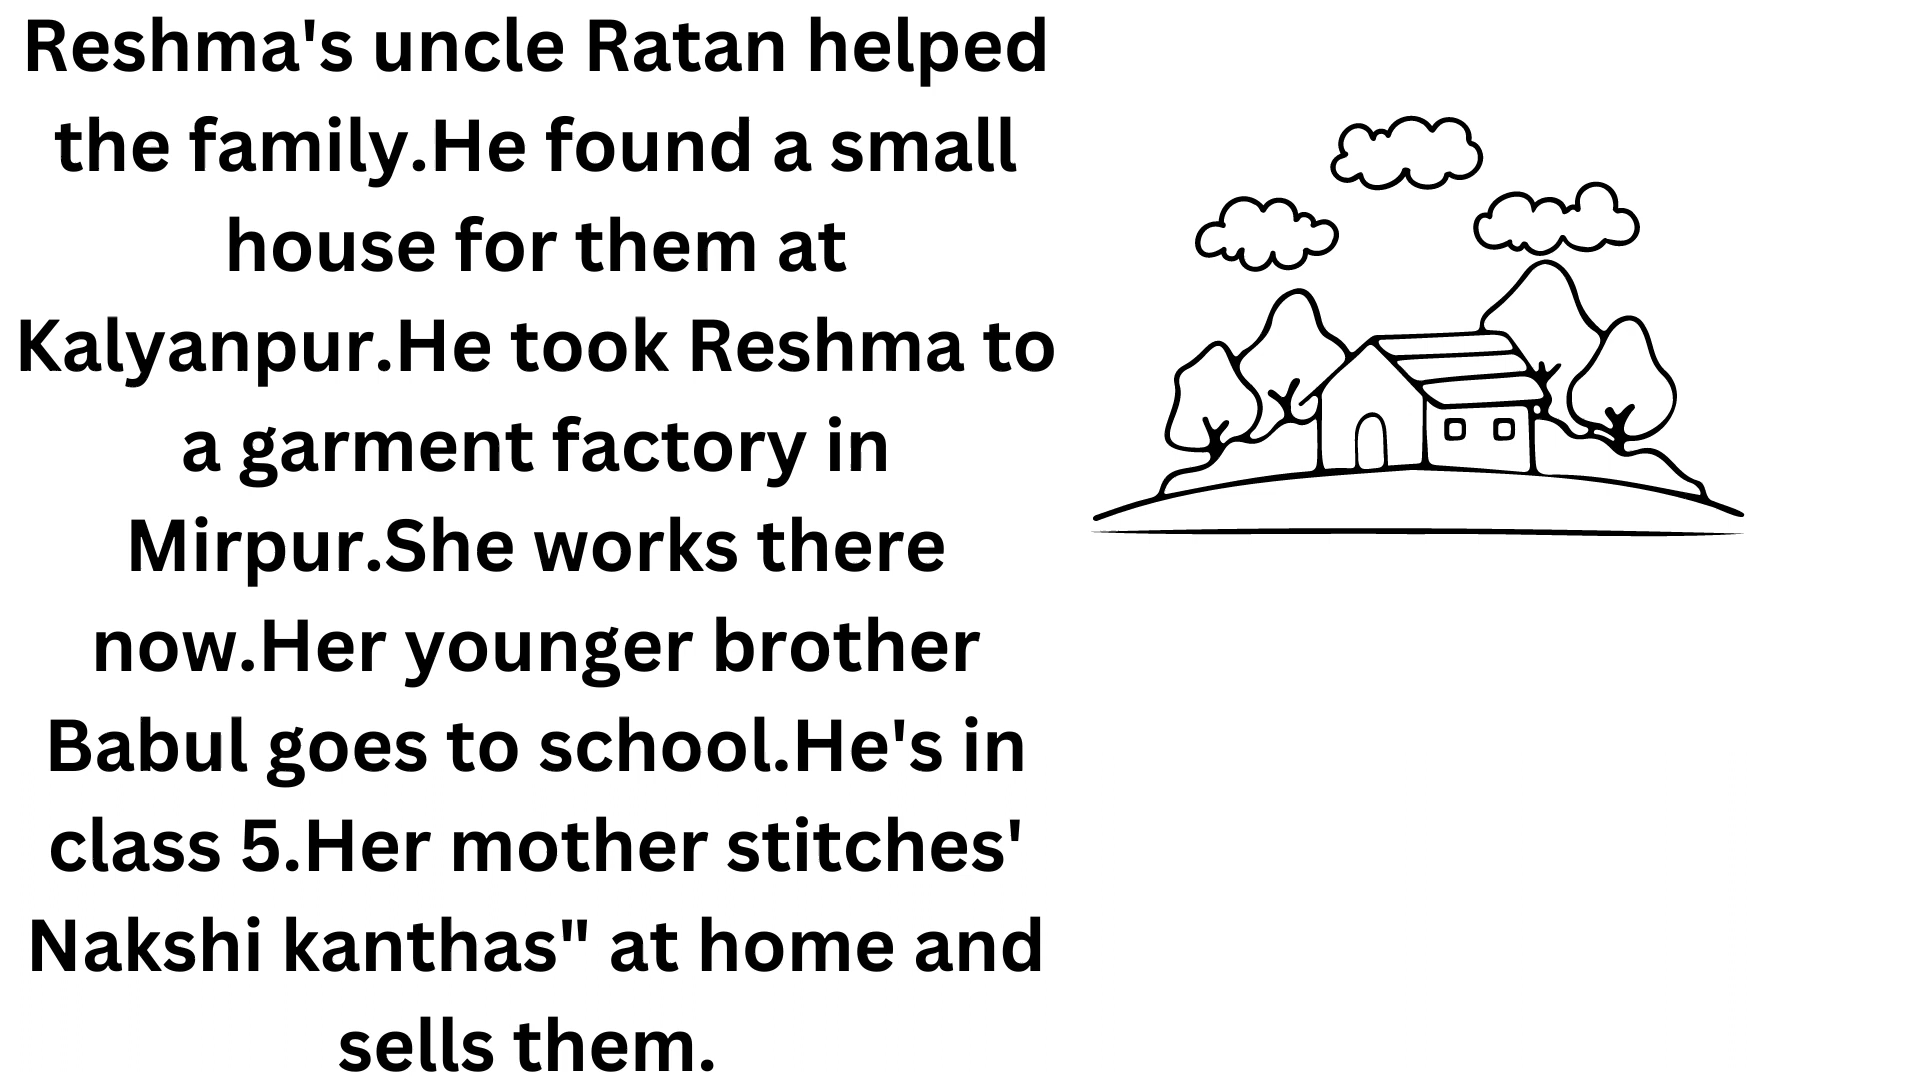 Reshma's uncle Ratan helped
the family.He found a small
house for them at
Kalyanpur.He took Reshma to
a garment factory in
Mirpur.She works there
now.Her younger brother
Babul goes to school.He's in
class 5.Her mother stitches'
Nakshi kanthas" at home and
sells them.